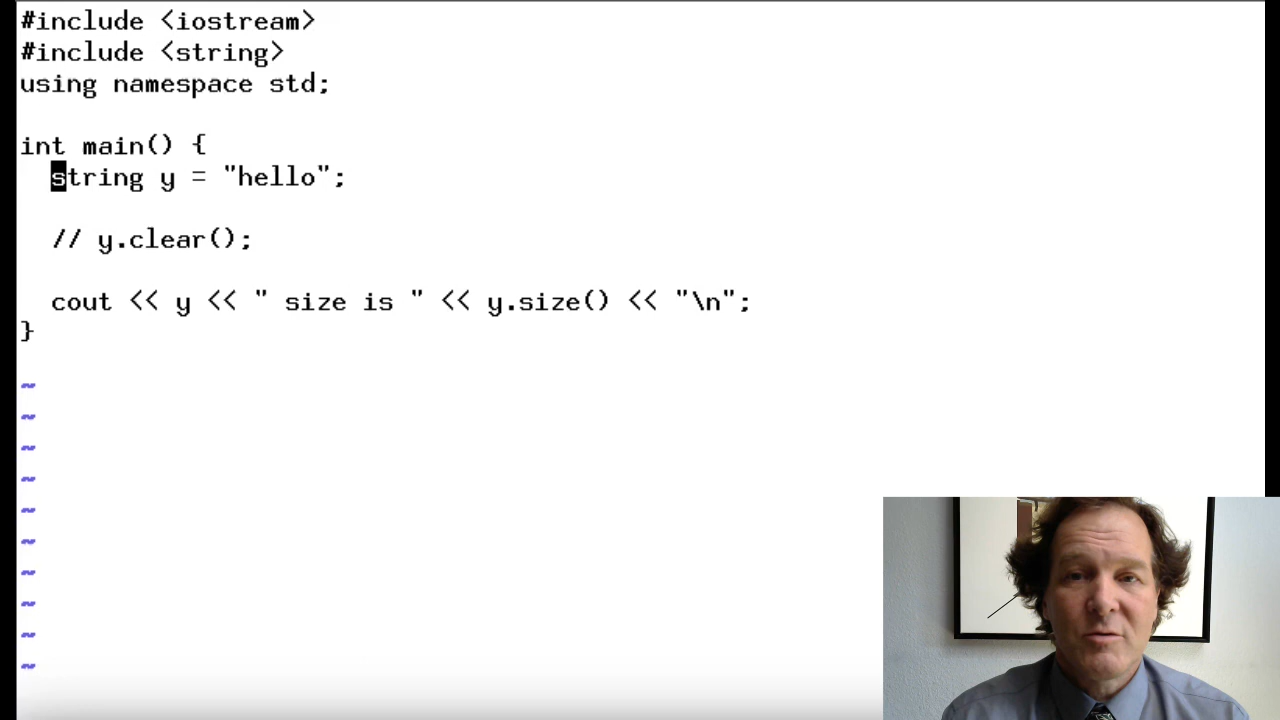 #include <iostream>
#include <string>
using namespace std;
int main() {
string y = "hello";
// y.clear();
cout << y << " size is " << y.size() << "\n";
}
~
~
~
~
~
~
~
~
~
~